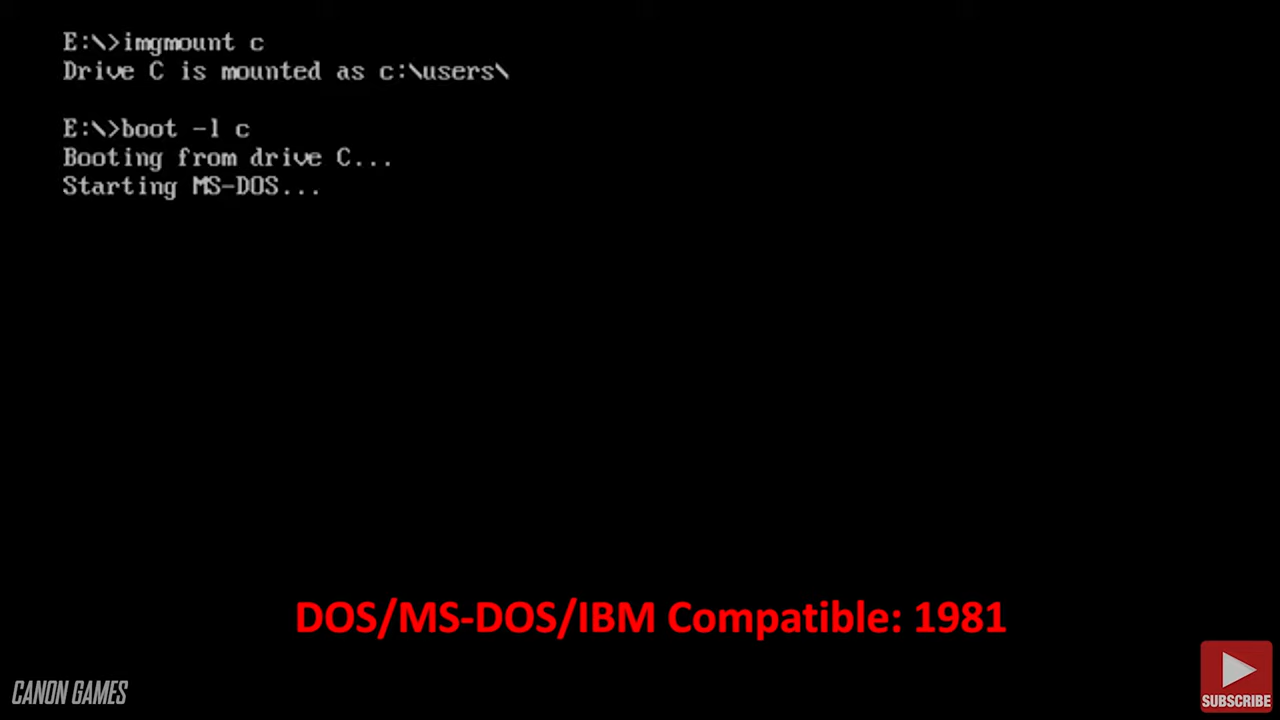 E:\>imgmount c
Drive C is mounted as c:\users\
E:\>boot -l c
Booting from drive C...
Starting MS-DOS...
DOS/MS-DOS/IBM Compatible: 1981
CANON GAMES
SUBSCRIBE